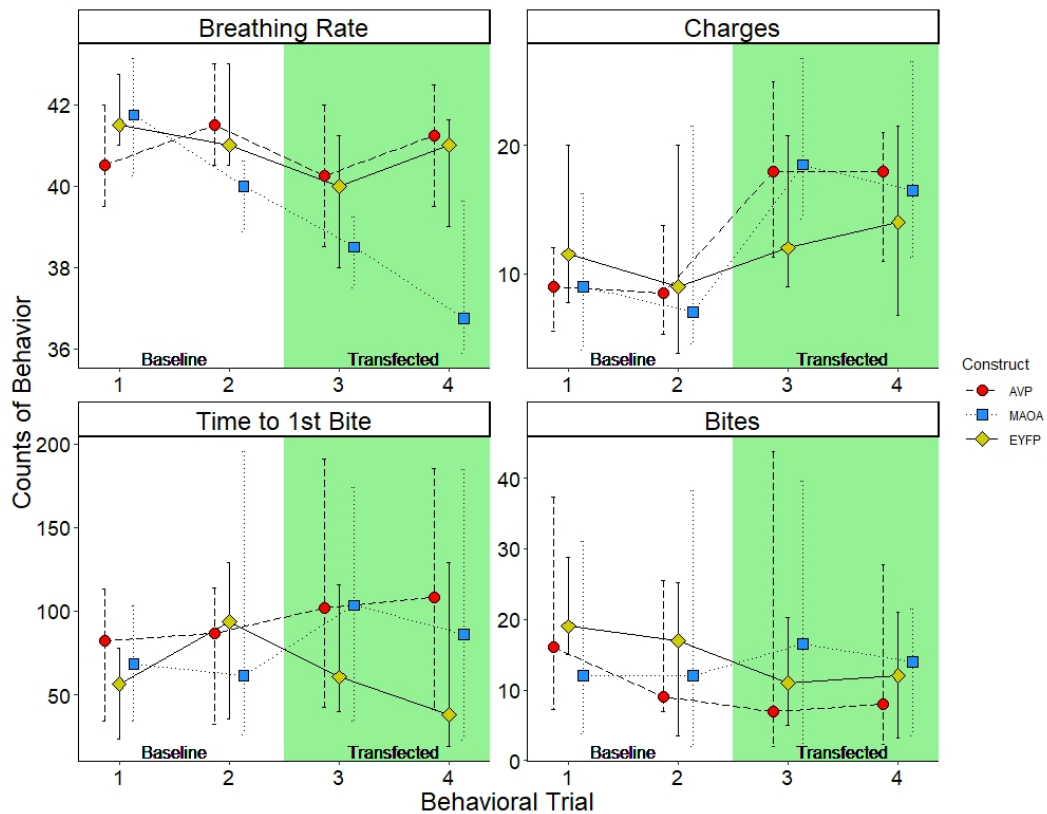 Breathing Rate
Charges
42
40
38
36
20
10
Baseline
Transfected
Baseline
Transfected
1 2 3 4
1 2 3 4
Counts of Behavior
Time to 1st Bite
Bites
200
150
100
50
40
30
20
10
0
Baseline
Transfected
Baseline
Transfected
1 2 3 4
1 2 3 4
Behavioral Trial
Construct
AVP
MAOA
EYFP